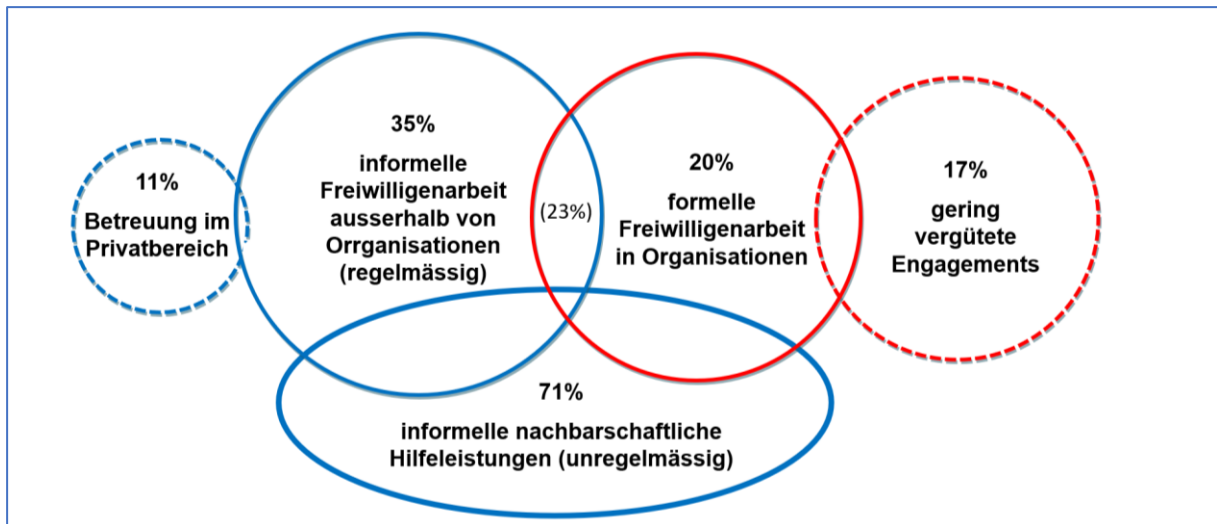 11%
Betreuung im
Privatbereich
35%
informelle
Freiwilligenarbeit
ausserhalb von
Orrganisationen
(regelmässig)
(23%)
20%
formelle
Freiwilligenarbeit
in Organisationen
17%
gering
vergütete
Engagements
71%
informelle nachbarschaftliche
Hilfeleistungen (unregelmässig)